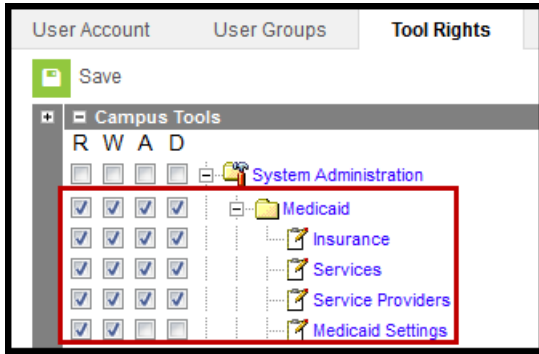 User Account User Groups Tool Rights
Save
Campus Tools
R W A D
System Administration
Medicaid
Insurance
Services
Service Providers
Medicaid Settings